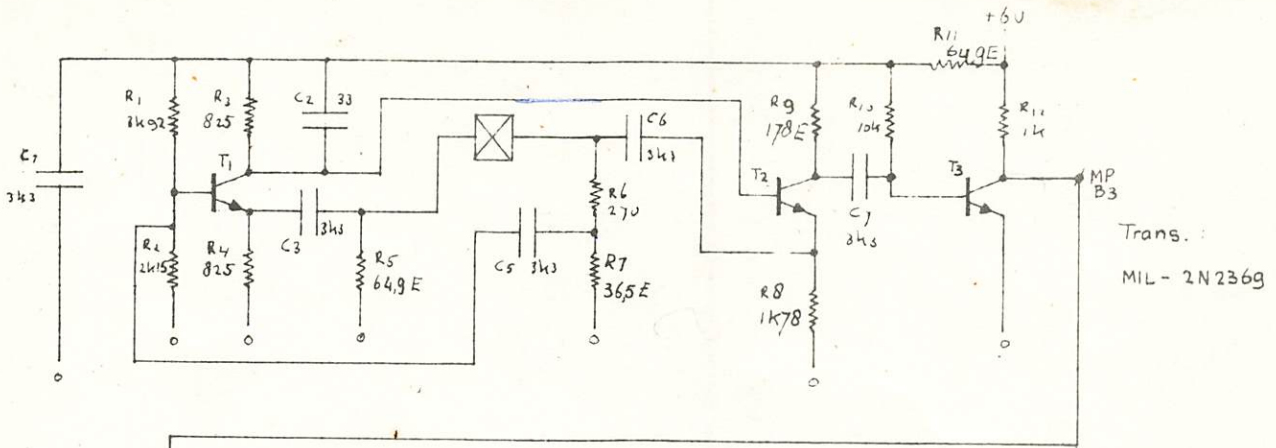 +6V
R11
649E
R1
3K92
R3
825
C2
33
C1
3k3
T1
R2
2K15
R4
825
C3
3k3
R5
64,9E
C5
3k3
C6
3k3
R6
270
R7
36,5E
R9
178E
R10
10k
T2
C7
3k3
R8
1K78
T3
R12
1k
MP
B3
Trans. :
MIL - 2N2369